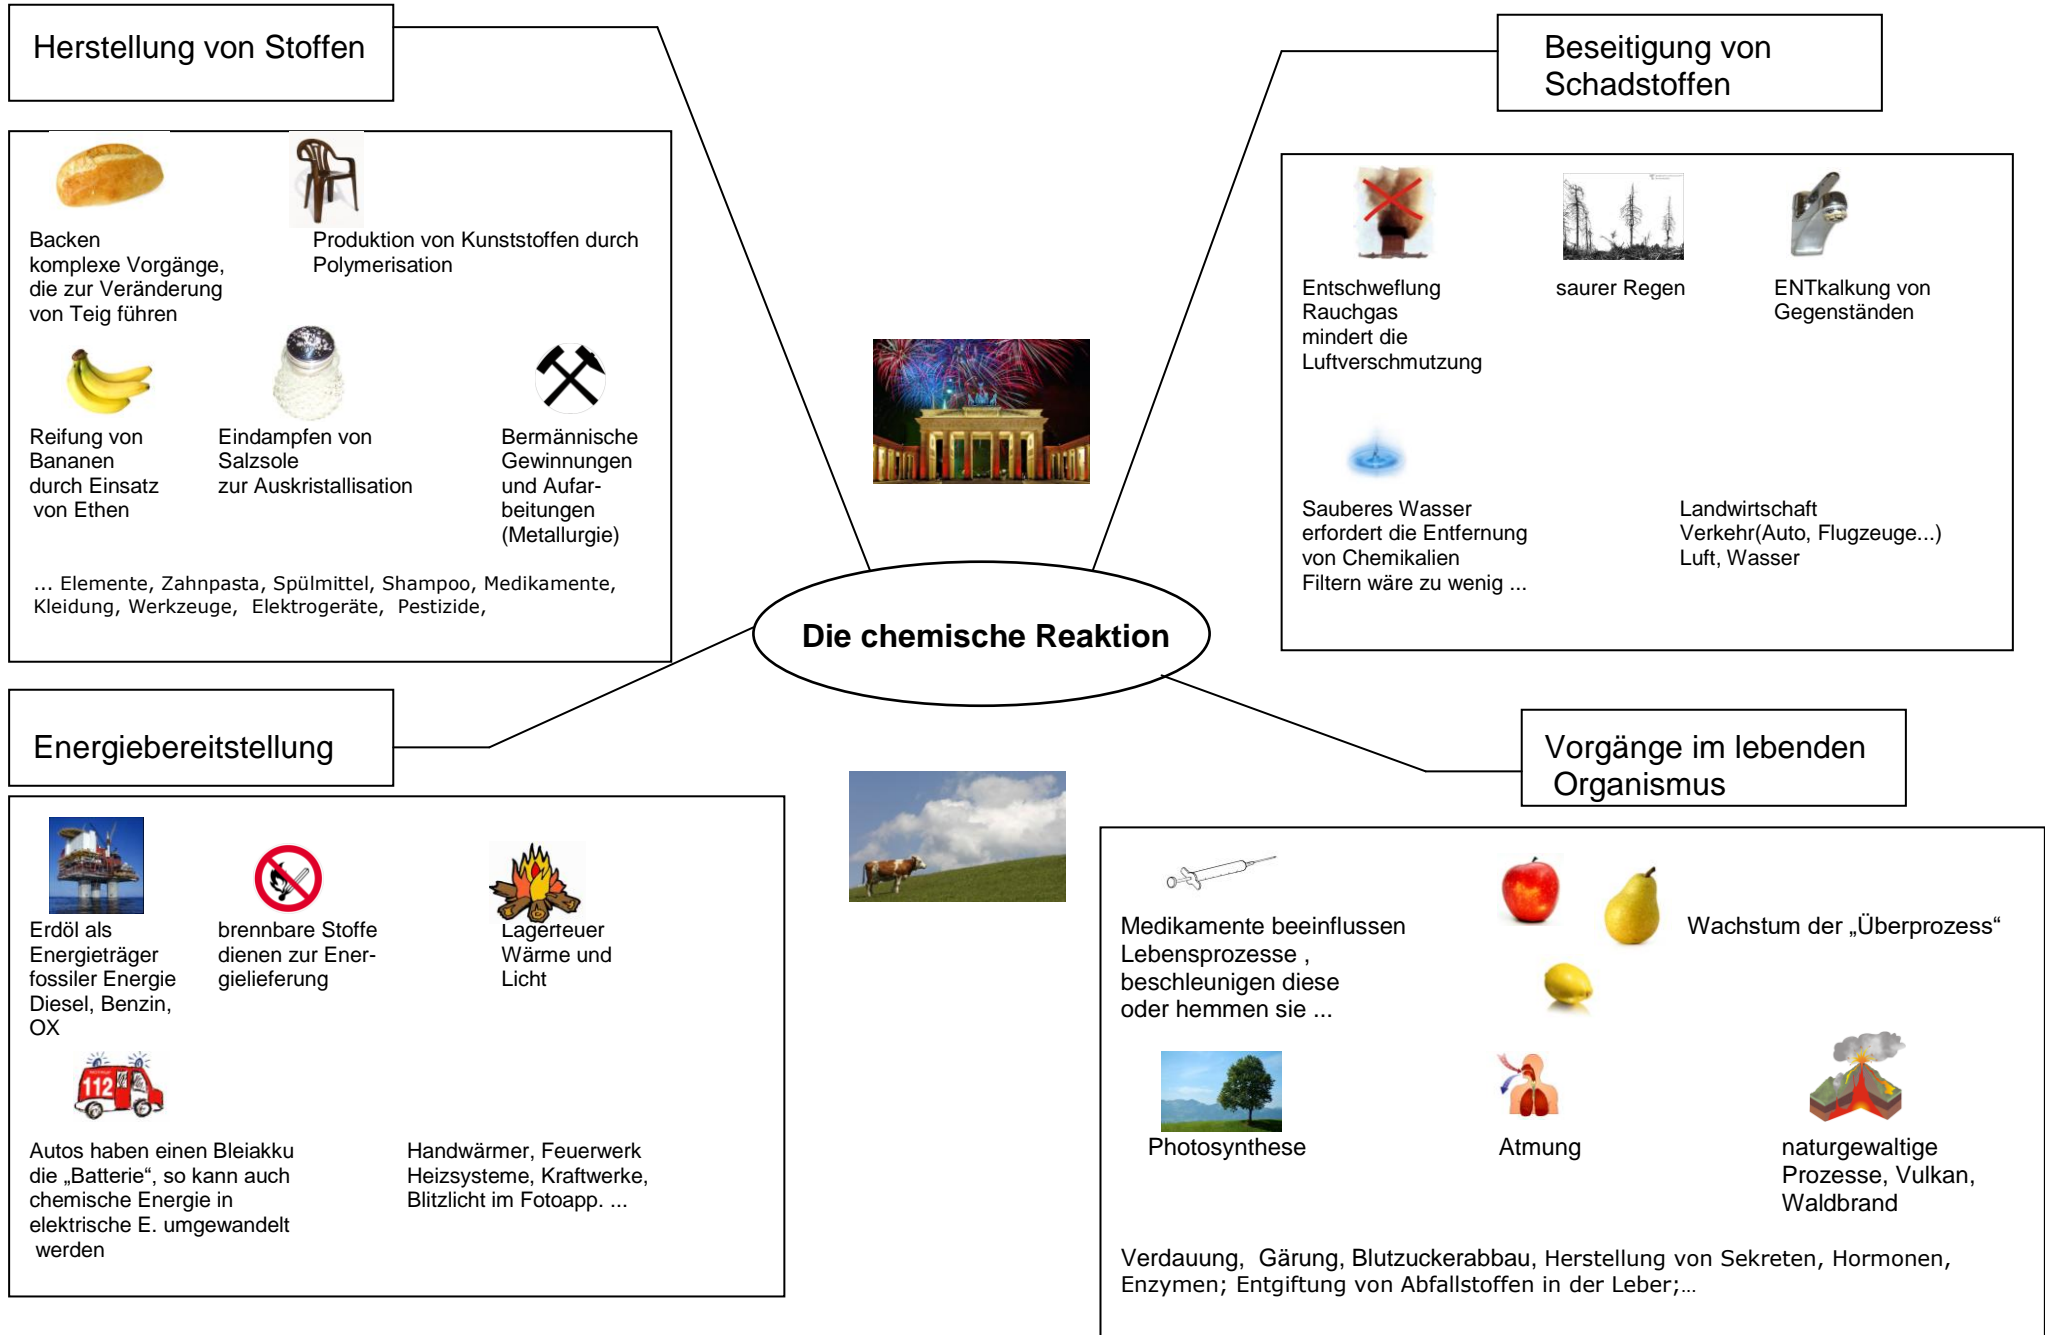 Herstellung von Stoffen
Backen
komplexe Vorgänge,
die zur Veränderung
von Teig führen
Produktion von Kunststoffen durch
Polymerisation
Reifung von
Bananen
durch Einsatz
von Ethen
Eindampfen von
Salzsole
zur Auskristallisation
Bermännische
Gewinnungen
und Aufar-
beitungen
(Metallurgie)
... Elemente, Zahnpasta, Spülmittel, Shampoo, Medikamente,
Kleidung, Werkzeuge, Elektrogeräte, Pestizide,
Beseitigung von
Schadstoffen
Entschweflung
Rauchgas
mindert die
Luftverschmutzung
saurer Regen
ENTkalkung von
Gegenständen
Sauberes Wasser
erfordert die Entfernung
von Chemikalien
Filtern wäre zu wenig ...
Landwirtschaft
Verkehr(Auto, Flugzeuge...)
Luft, Wasser
Die chemische Reaktion
Energiebereitstellung
Erdöl als
Energieträger
fossiler Energie
Diesel, Benzin,
OX
brennbare Stoffe
dienen zur Ener-
gielieferung
Lagerfeuer
Wärme und
Licht
112
Autos haben einen Bleiakku
die „Batterie“, so kann auch
chemische Energie in
elektrische E. umgewandelt
werden
Handwärmer, Feuerwerk
Heizsysteme, Kraftwerke,
Blitzlicht im Fotoapp. ...
Vorgänge im lebenden
Organismus
Medikamente beeinflussen
Lebensprozesse ,
beschleunigen diese
oder hemmen sie ...
Wachstum der „Überprozess“
Photosynthese
Atmung
naturgewaltige
Prozesse, Vulkan,
Waldbrand
Verdauung, Gärung, Blutzuckerabbau, Herstellung von Sekreten, Hormonen,
Enzymen; Entgiftung von Abfallstoffen in der Leber;...